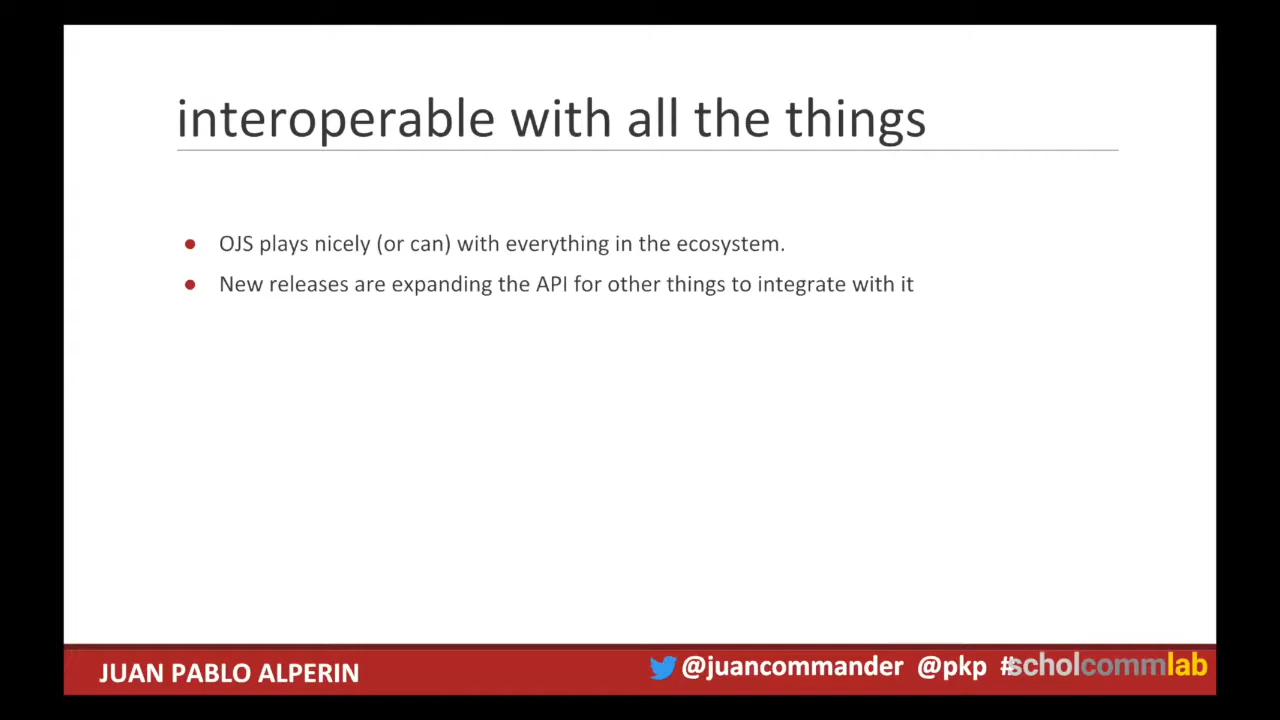 interoperable with all the things
● OJS plays nicely (or can) with everything in the ecosystem.
● New releases are expanding the API for other things to integrate with it
JUAN PABLO ALPERIN
@juancommander @pkp #scholcommlab